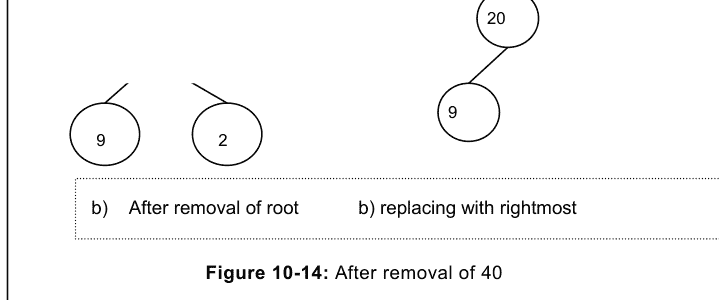 20
9
9 2
b) After removal of root b) replacing with rightmost
Figure 10-14: After removal of 40